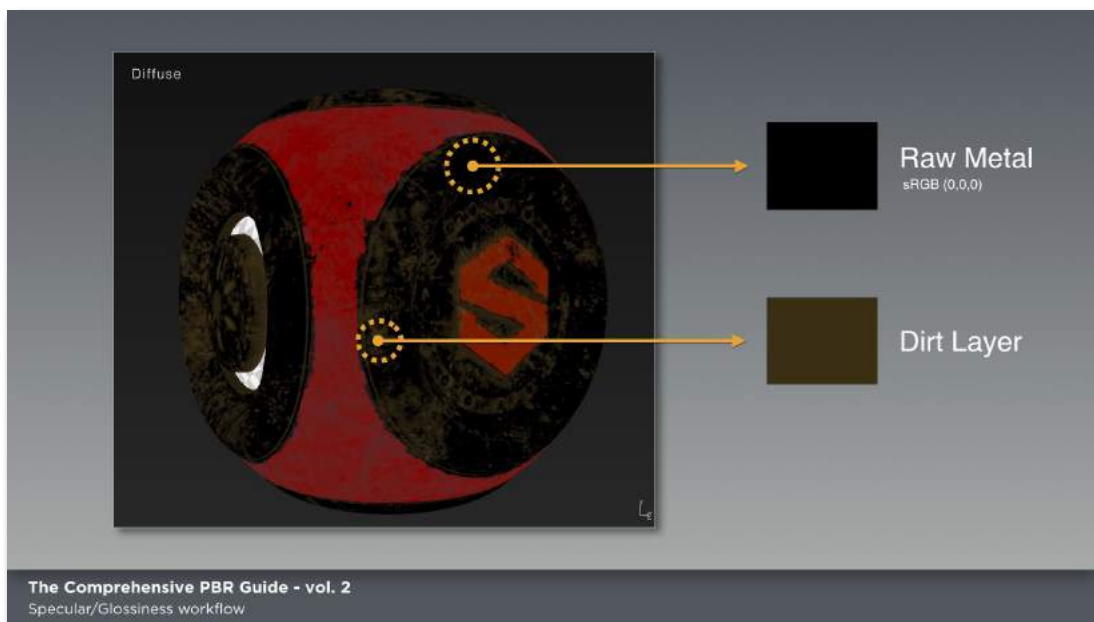 Diffuse
Raw Metal
sRGB (0,0,0)
Dirt Layer
The Comprehensive PBR Guide - vol. 2
Specular/Glossiness workflow